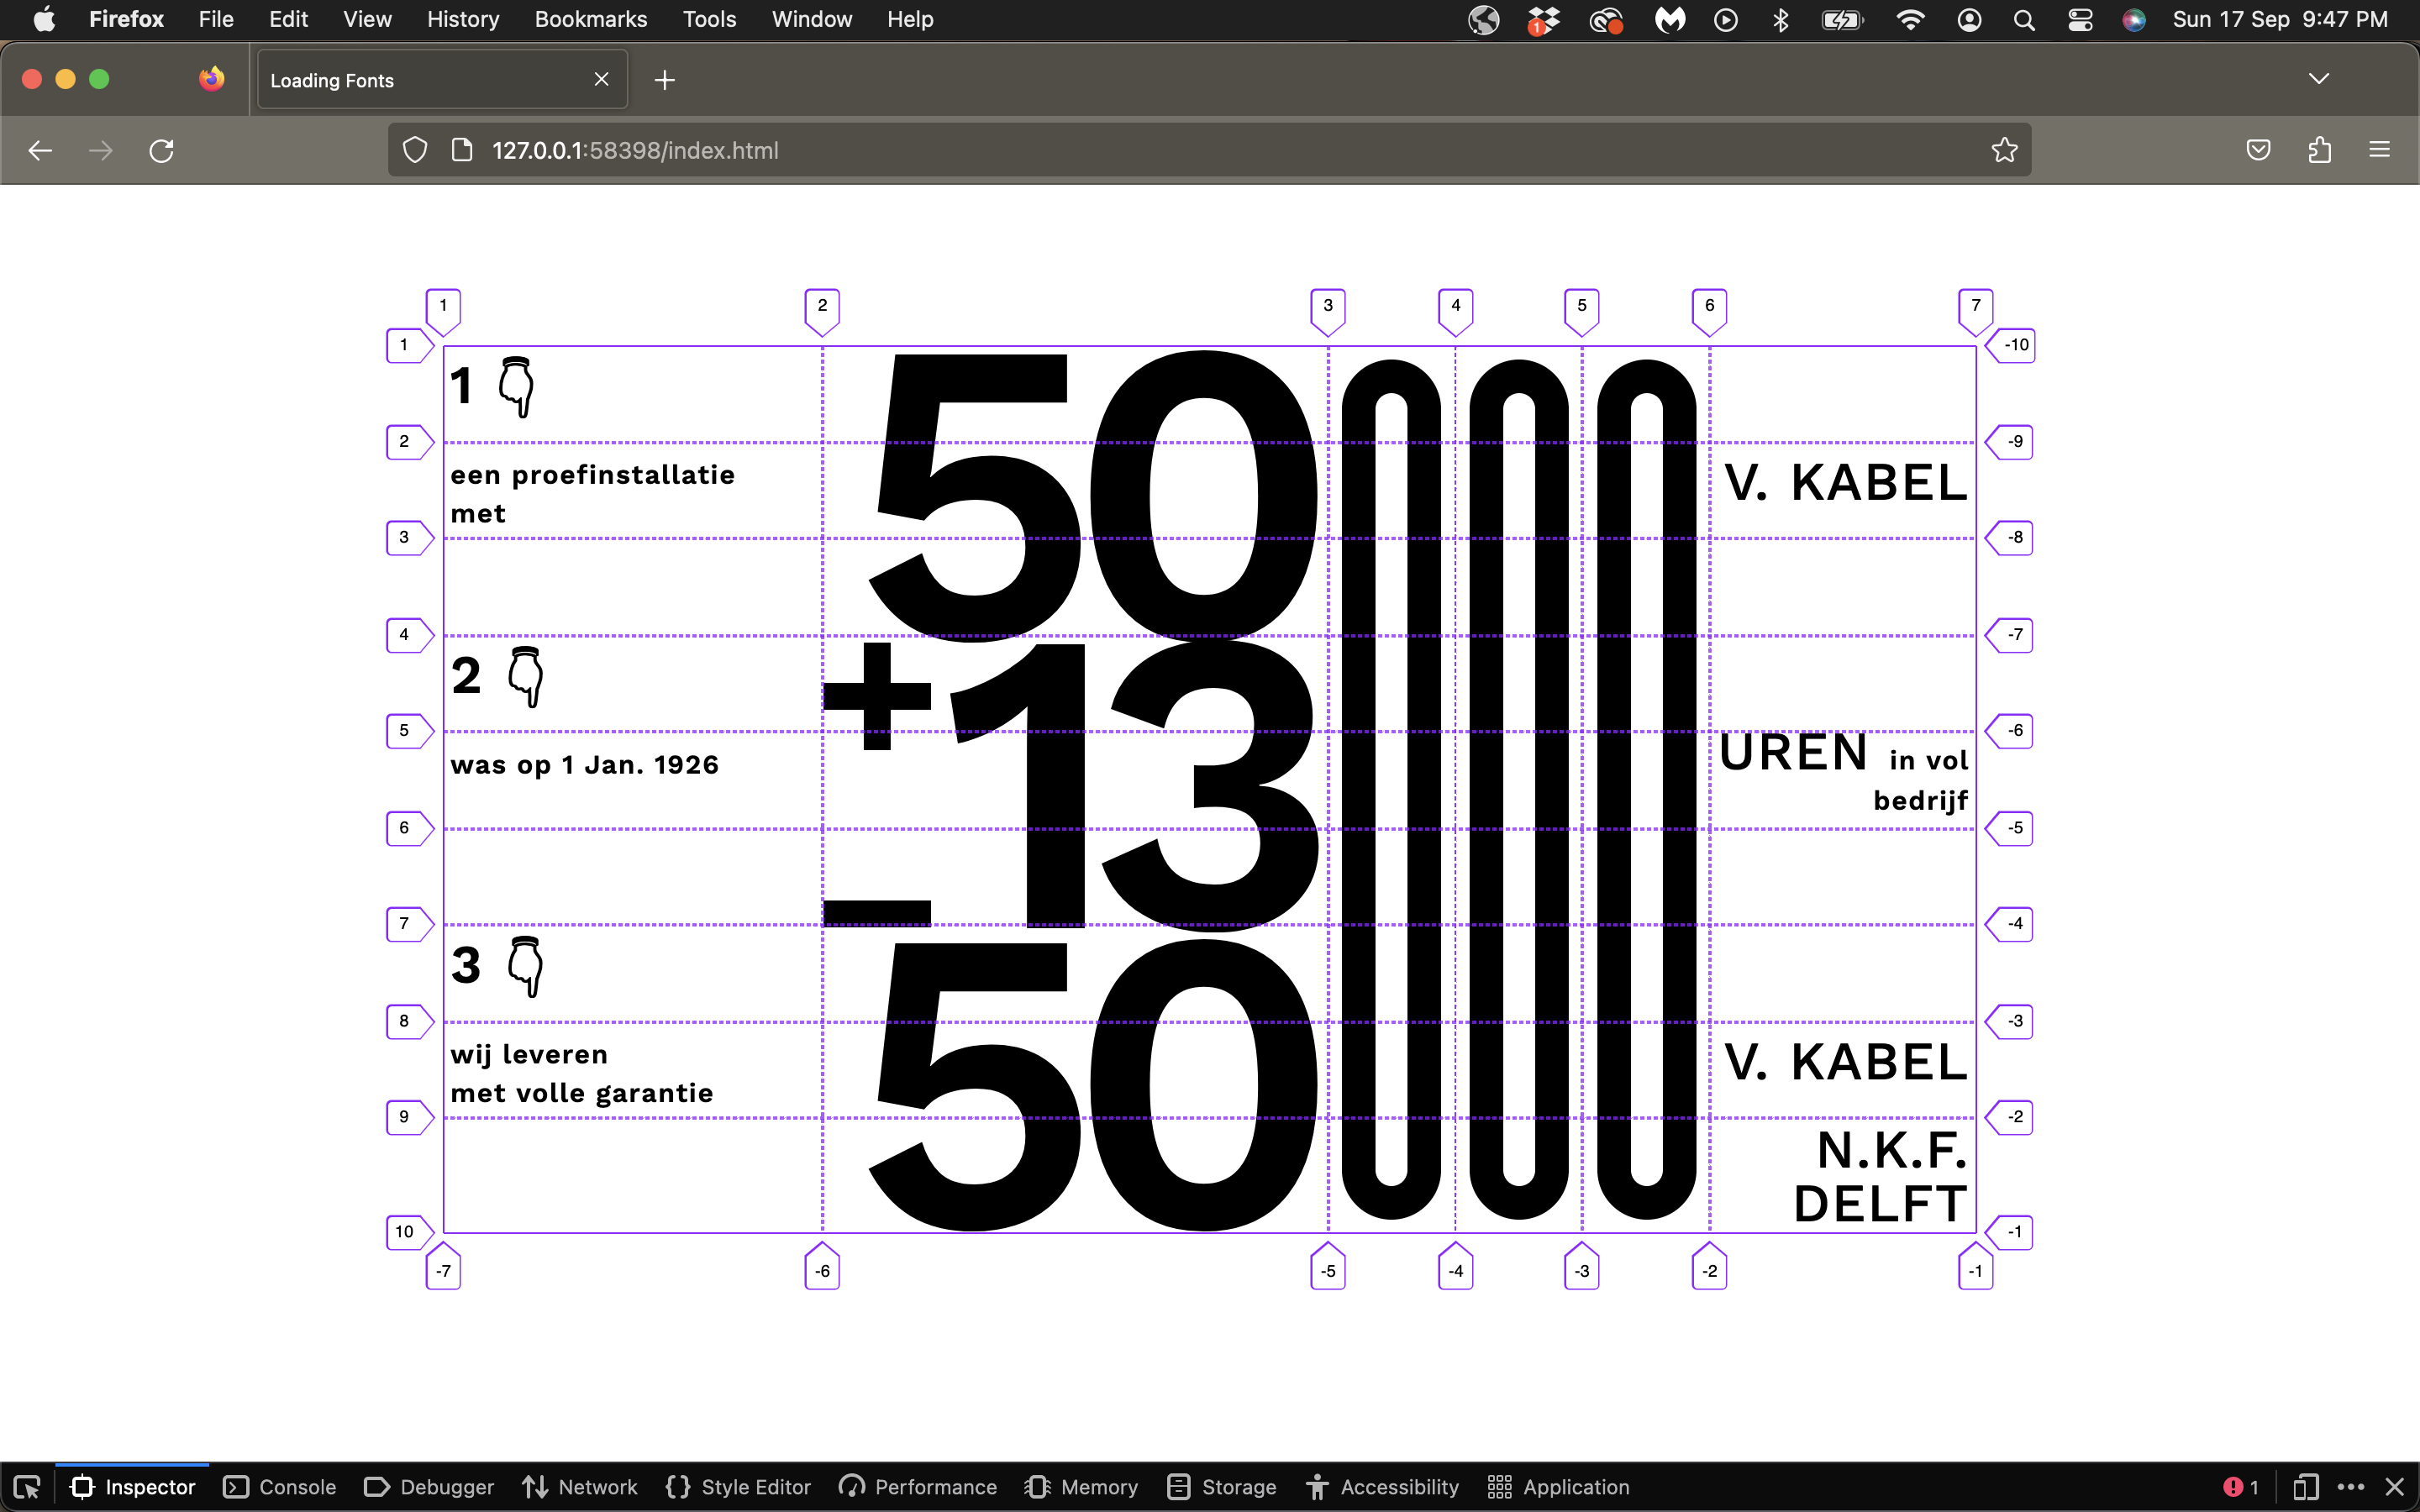 Firefox File Edit View History Bookmarks Tools Window Help 1 Sun 17 Sep 9:47 PM
Loading Fonts
127.0.0.1:58398/index.html
1 2 3 4 5 6 7
1 -10
1
50
2 -9
een proefinstallatie
met
V. KABEL
3 -8
4 -7
2
+13
5 -6
was op 1 Jan. 1926
UREN in vol
bedrijf
6 -5
7 -4
3
50
8 -3
wij leveren
met volle garantie
V. KABEL
9 -2
N.K.F.
DELFT
10 -1
-7 -6 -5 -4 -3 -2 -1
Inspector Console Debugger Network Style Editor Performance Memory Storage Accessibility Application 1